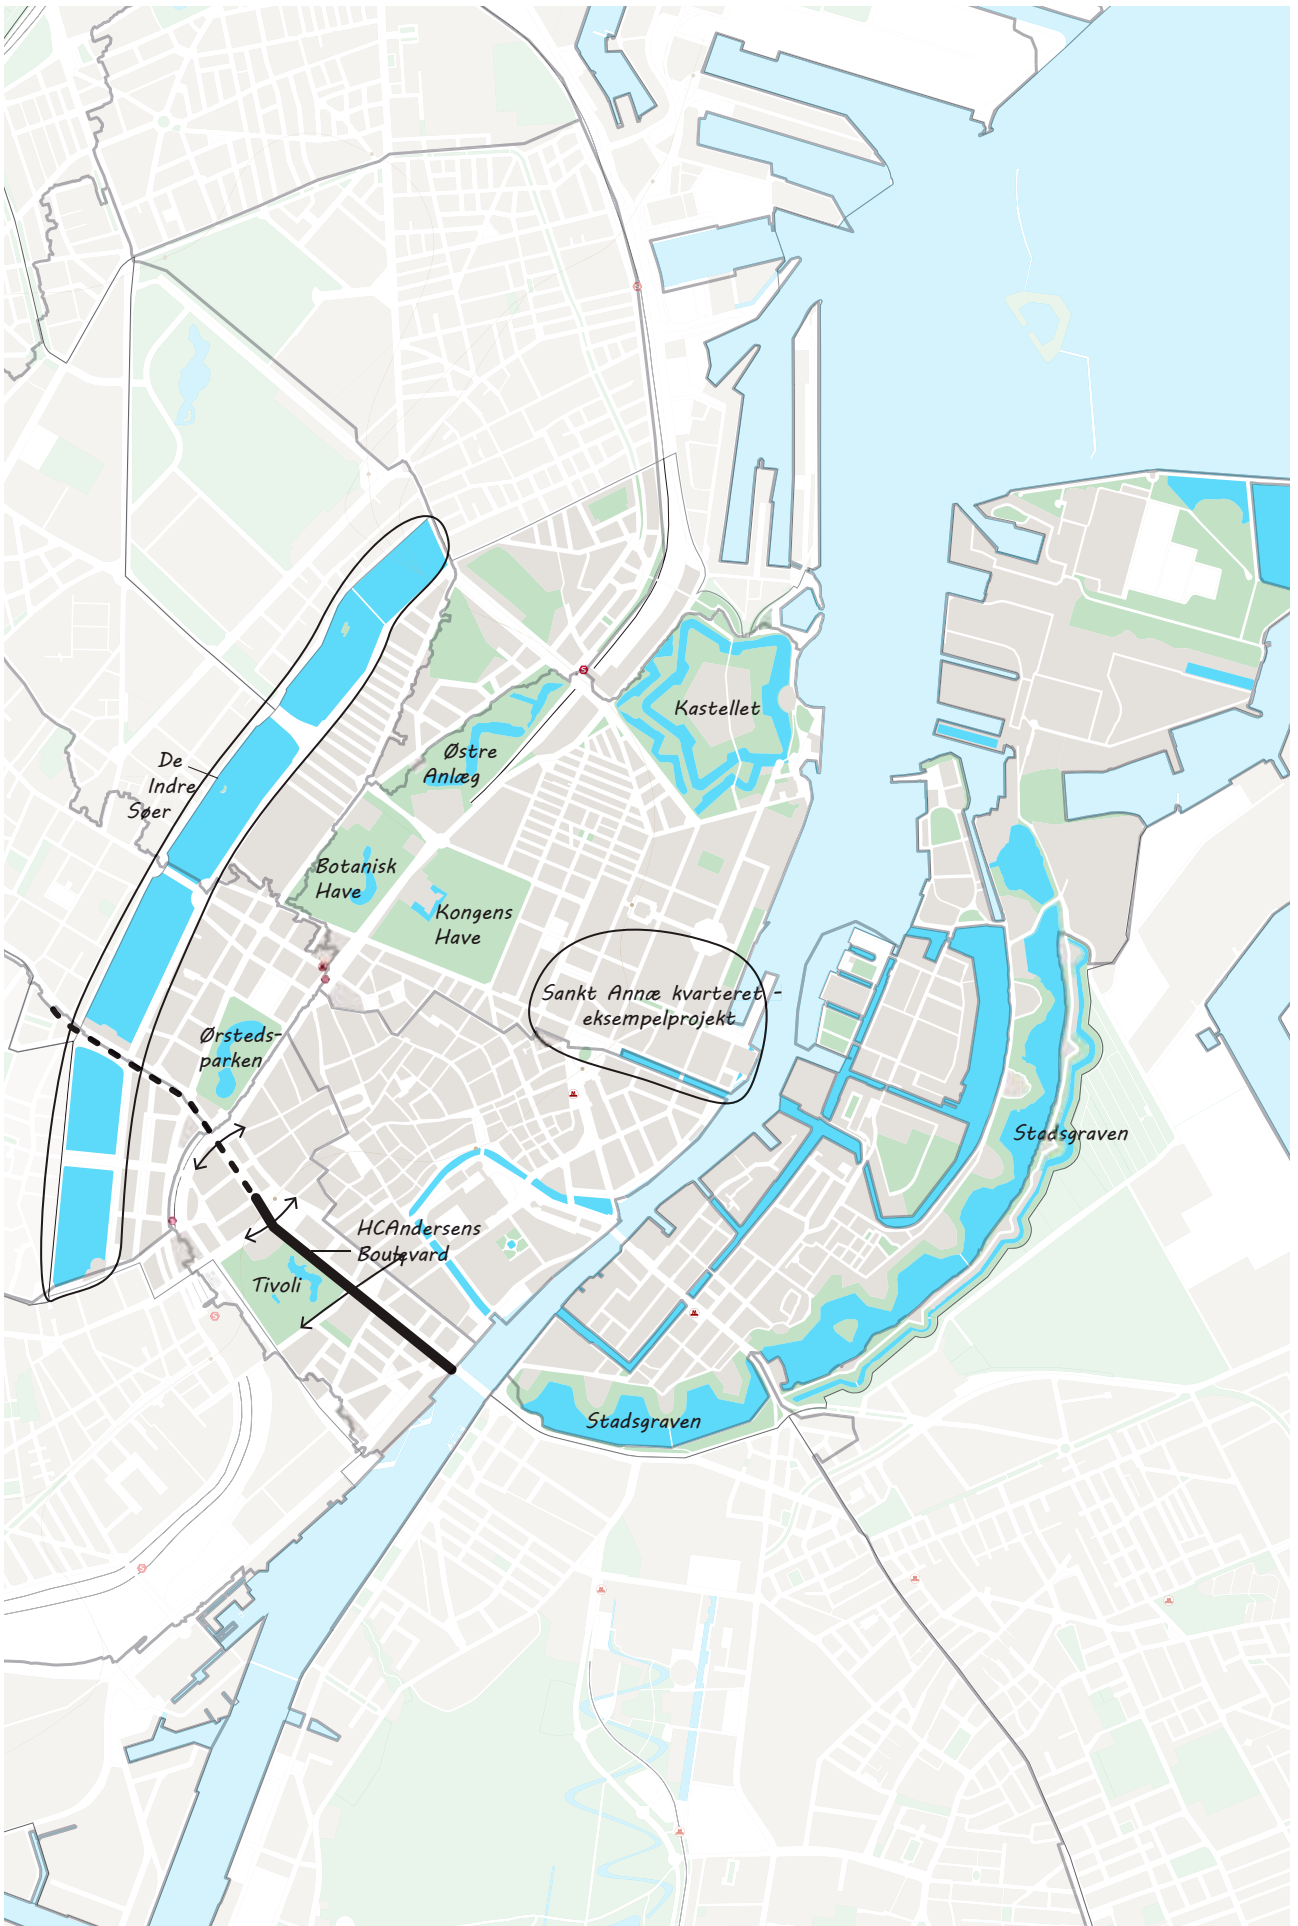 Kastellet
Østre
Anlæg
De
Indre
Søer
Botanisk
Have
Kongens
Have
Sankt Annæ kvarteret -
eksempelprojekt
Ørsteds-
parken
Stadsgraven
HCAndersens
Boulevard
Tivoli
Stadsgraven